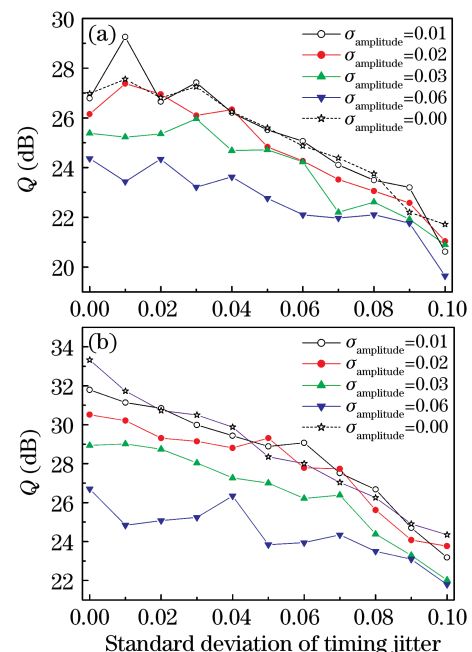 (a)
σamplitude=0.01
σamplitude=0.02
σamplitude=0.03
σamplitude=0.06
σamplitude=0.00
30
28
26
24
22
20
Q (dB)
0.00 0.02 0.04 0.06 0.08 0.10
(b)
σamplitude=0.01
σamplitude=0.02
σamplitude=0.03
σamplitude=0.06
σamplitude=0.00
34
32
30
28
26
24
22
Q (dB)
0.00 0.02 0.04 0.06 0.08 0.10
Standard deviation of timing jitter